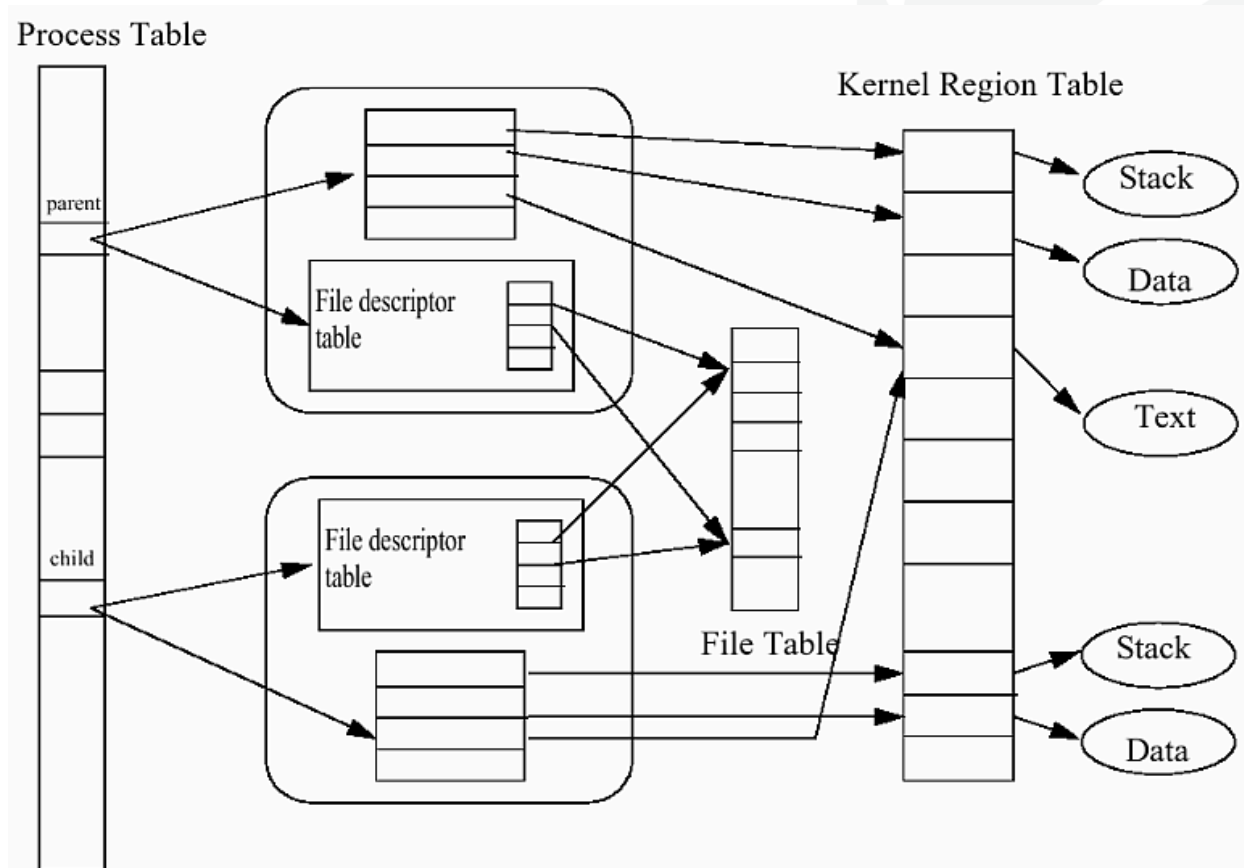 Process Table
Kernel Region Table
parent
Stack
Data
File descriptor
table
Text
child
File descriptor
table
File Table
Stack
Data